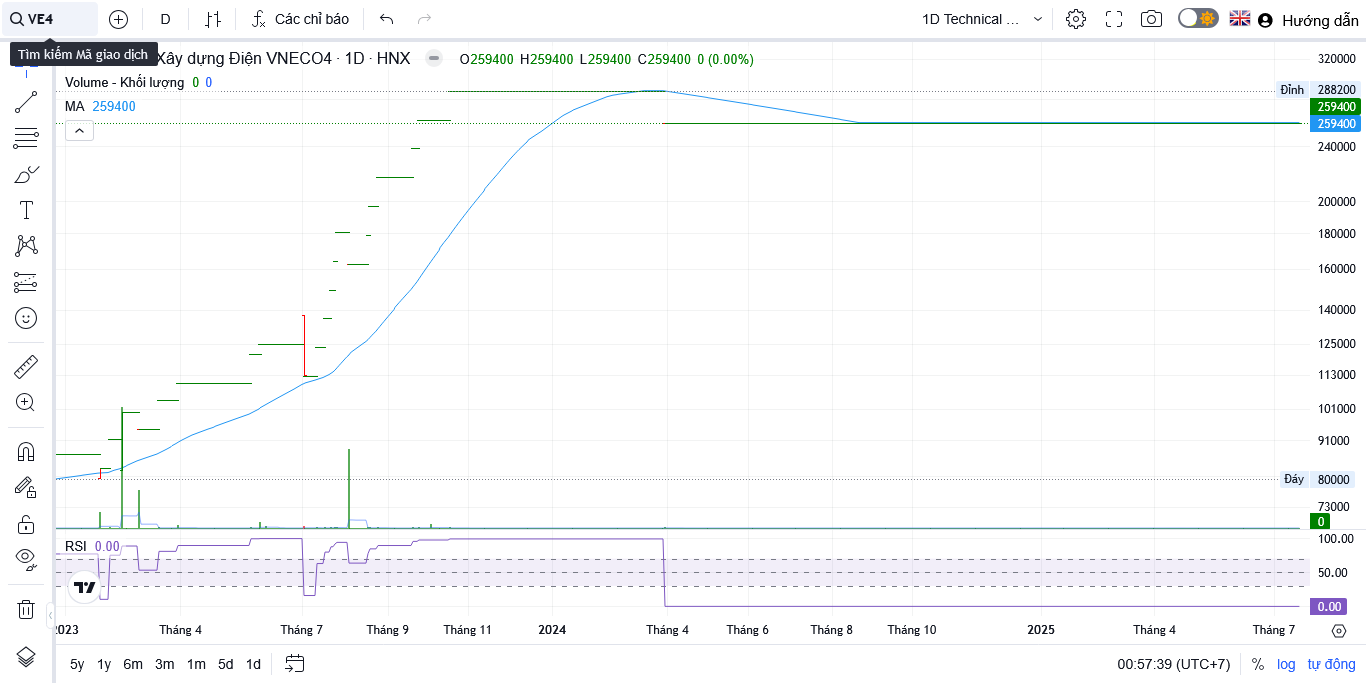 VE4
D
Các chỉ báo
1D Technical ...
Hướng dẫn
Tìm kiếm Mã giao dịch
Xây dựng Điện VNECO4 · 1D · HNX
O259400 H259400 L259400 C259400 0 (0.00%)
Volume - Khối lượng 0 0
MA 259400
320000
Đỉnh 288200
259400
259400
240000
200000
180000
160000
140000
125000
113000
101000
91000
Đáy 80000
73000
0
RSI 0.00
100.00
50.00
0.00
2023 Tháng 4 Tháng 7 Tháng 9 Tháng 11 2024 Tháng 4 Tháng 6 Tháng 8 Tháng 10 2025 Tháng 4 Tháng 7
5y 1y 6m 3m 1m 5d 1d
00:57:39 (UTC+7) % log tự động